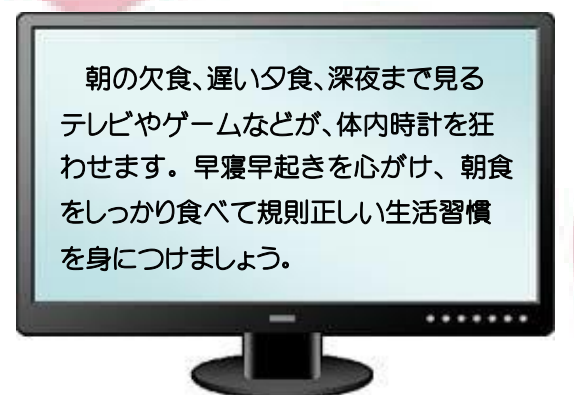 朝の欠食、遅い夕食、深夜まで見る
テレビやゲームなどが、体内時計を狂
わせます。早寝早起きを心がけ、朝食
をしっかり食べて規則正しい生活習慣
を身につけましょう。